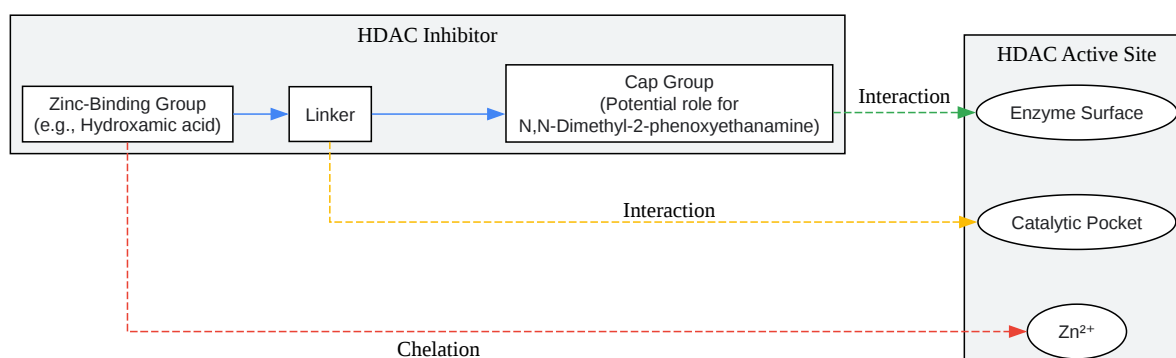 HDAC Inhibitor
HDAC Active Site
Zinc-Binding Group
(e.g., Hydroxamic acid)
Linker
Cap Group
(Potential role for
N,N-Dimethyl-2-phenoxyethanamine)
Interaction
Enzyme Surface
Interaction
Catalytic Pocket
Chelation
Zn²⁺